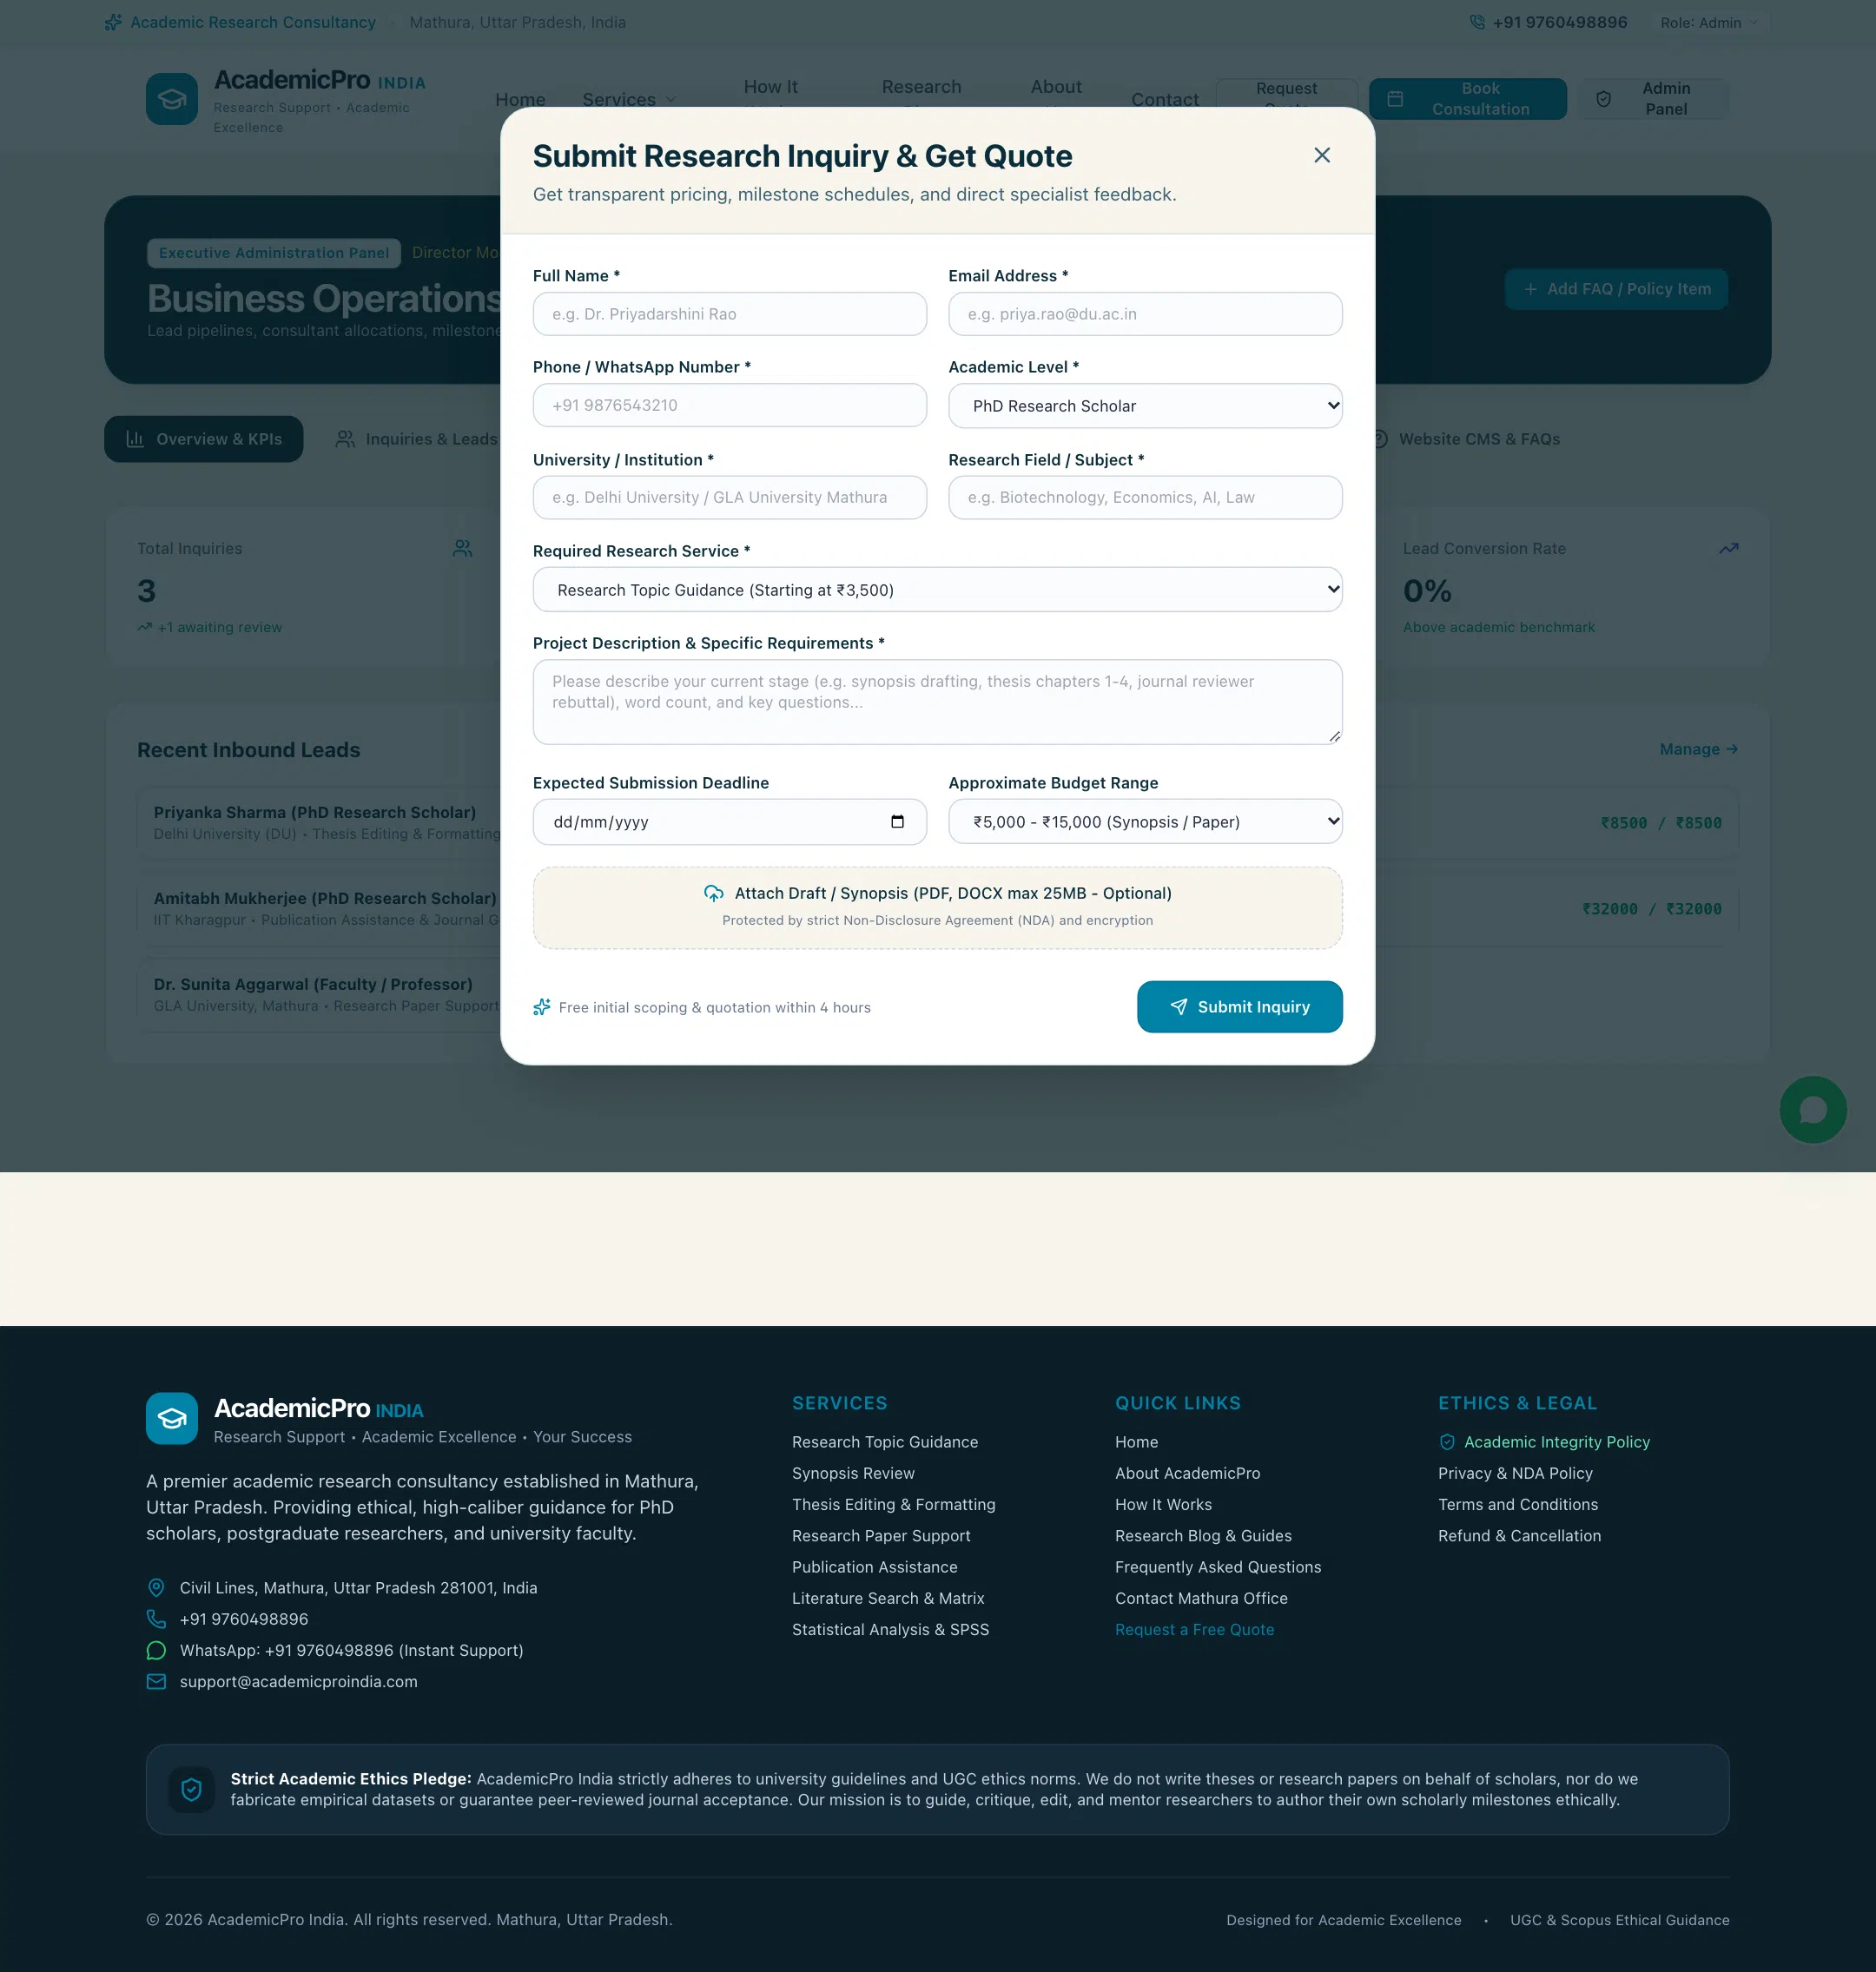 Academic Research Consultancy • Mathura, Uttar Pradesh, India
+91 9760498896 Role: Admin
AcademicPro INDIA
Research Support • Academic
Excellence
Home Services How It Research About Contact Request
Book
Consultation
Admin
Panel
Submit Research Inquiry & Get Quote
Get transparent pricing, milestone schedules, and direct specialist feedback.
Executive Administration Panel Director
Business Operations
Lead pipelines, consultant allocations,
+ Add FAQ / Policy Item
Overview & KPIs Inquiries & Leads
Website CMS & FAQs
Total Inquiries
3
+1 awaiting review
Lead Conversion Rate
0%
Above academic benchmark
Recent Inbound Leads
Manage →
Priyanka Sharma (PhD Research Scholar)
Delhi University (DU) • Thesis Editing & Formatting
₹8500 / ₹8500
Amitabh Mukherjee (PhD Research Scholar)
IIT Kharagpur • Publication Assistance & Journal
₹32000 / ₹32000
Dr. Sunita Aggarwal (Faculty / Professor)
GLA University, Mathura • Research Paper Support
Full Name *
e.g. Dr. Priyadarshini Rao
Email Address *
e.g. priya.rao@du.ac.in
Phone / WhatsApp Number *
+91 9876543210
Academic Level *
PhD Research Scholar
University / Institution *
e.g. Delhi University / GLA University Mathura
Research Field / Subject *
e.g. Biotechnology, Economics, AI, Law
Required Research Service *
Research Topic Guidance (Starting at ₹3,500)
Project Description & Specific Requirements *
Please describe your current stage (e.g. synopsis drafting, thesis chapters 1-4, journal reviewer
rebuttal), word count, and key questions...
Expected Submission Deadline
dd/mm/yyyy
Approximate Budget Range
₹5,000 - ₹15,000 (Synopsis / Paper)
Attach Draft / Synopsis (PDF, DOCX max 25MB - Optional)
Protected by strict Non-Disclosure Agreement (NDA) and encryption
Free initial scoping & quotation within 4 hours
Submit Inquiry
AcademicPro INDIA
Research Support • Academic Excellence • Your Success
A premier academic research consultancy established in Mathura,
Uttar Pradesh. Providing ethical, high-caliber guidance for PhD
scholars, postgraduate researchers, and university faculty.
Civil Lines, Mathura, Uttar Pradesh 281001, India
+91 9760498896
WhatsApp: +91 9760498896 (Instant Support)
support@academicproindia.com
SERVICES
Research Topic Guidance
Synopsis Review
Thesis Editing & Formatting
Research Paper Support
Publication Assistance
Literature Search & Matrix
Statistical Analysis & SPSS
QUICK LINKS
Home
About AcademicPro
How It Works
Research Blog & Guides
Frequently Asked Questions
Contact Mathura Office
Request a Free Quote
ETHICS & LEGAL
Academic Integrity Policy
Privacy & NDA Policy
Terms and Conditions
Refund & Cancellation
Strict Academic Ethics Pledge: AcademicPro India strictly adheres to university guidelines and UGC ethics norms. We do not write theses or research papers on behalf of scholars, nor do we
fabricate empirical datasets or guarantee peer-reviewed journal acceptance. Our mission is to guide, critique, edit, and mentor researchers to author their own scholarly milestones ethically.
© 2026 AcademicPro India. All rights reserved. Mathura, Uttar Pradesh.
Designed for Academic Excellence • UGC & Scopus Ethical Guidance